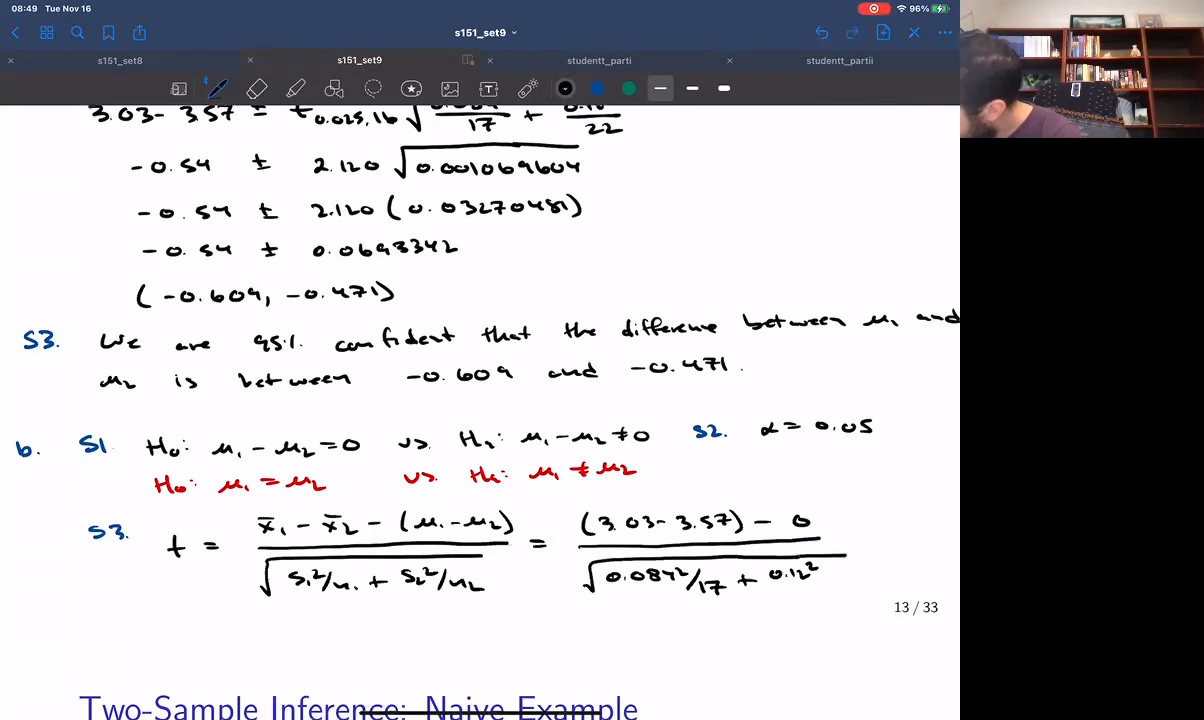 08:49 Tue Nov 16
96%
s151_set9
s151_set8
s151_set9
studentt_parti
studentt_partii
3.03 - 3.57 ± t0.025,16 √ 17 + 22
-0.54 ± 2.120 √0.001069604
-0.54 ± 2.120 (0.03270481)
-0.54 ± 0.0693342
(-0.609, -0.471)
S3. We are 95% confident that the difference between μ1 and
μ2 is between -0.609 and -0.471.
b. S1. H0: μ1 - μ2 = 0 vs Ha: μ1 - μ2 ≠ 0 S2. α = 0.05
H0: μ1 = μ2 vs Ha: μ1 ≠ μ2
S3. t = x̄1 - x̄2 - (μ1 - μ2) / √S1²/n1 + S2²/n2 = (3.03 - 3.57) - 0 / √0.084²/17 + 0.12²
13 / 33
Two-Sample Inference: Naive Example